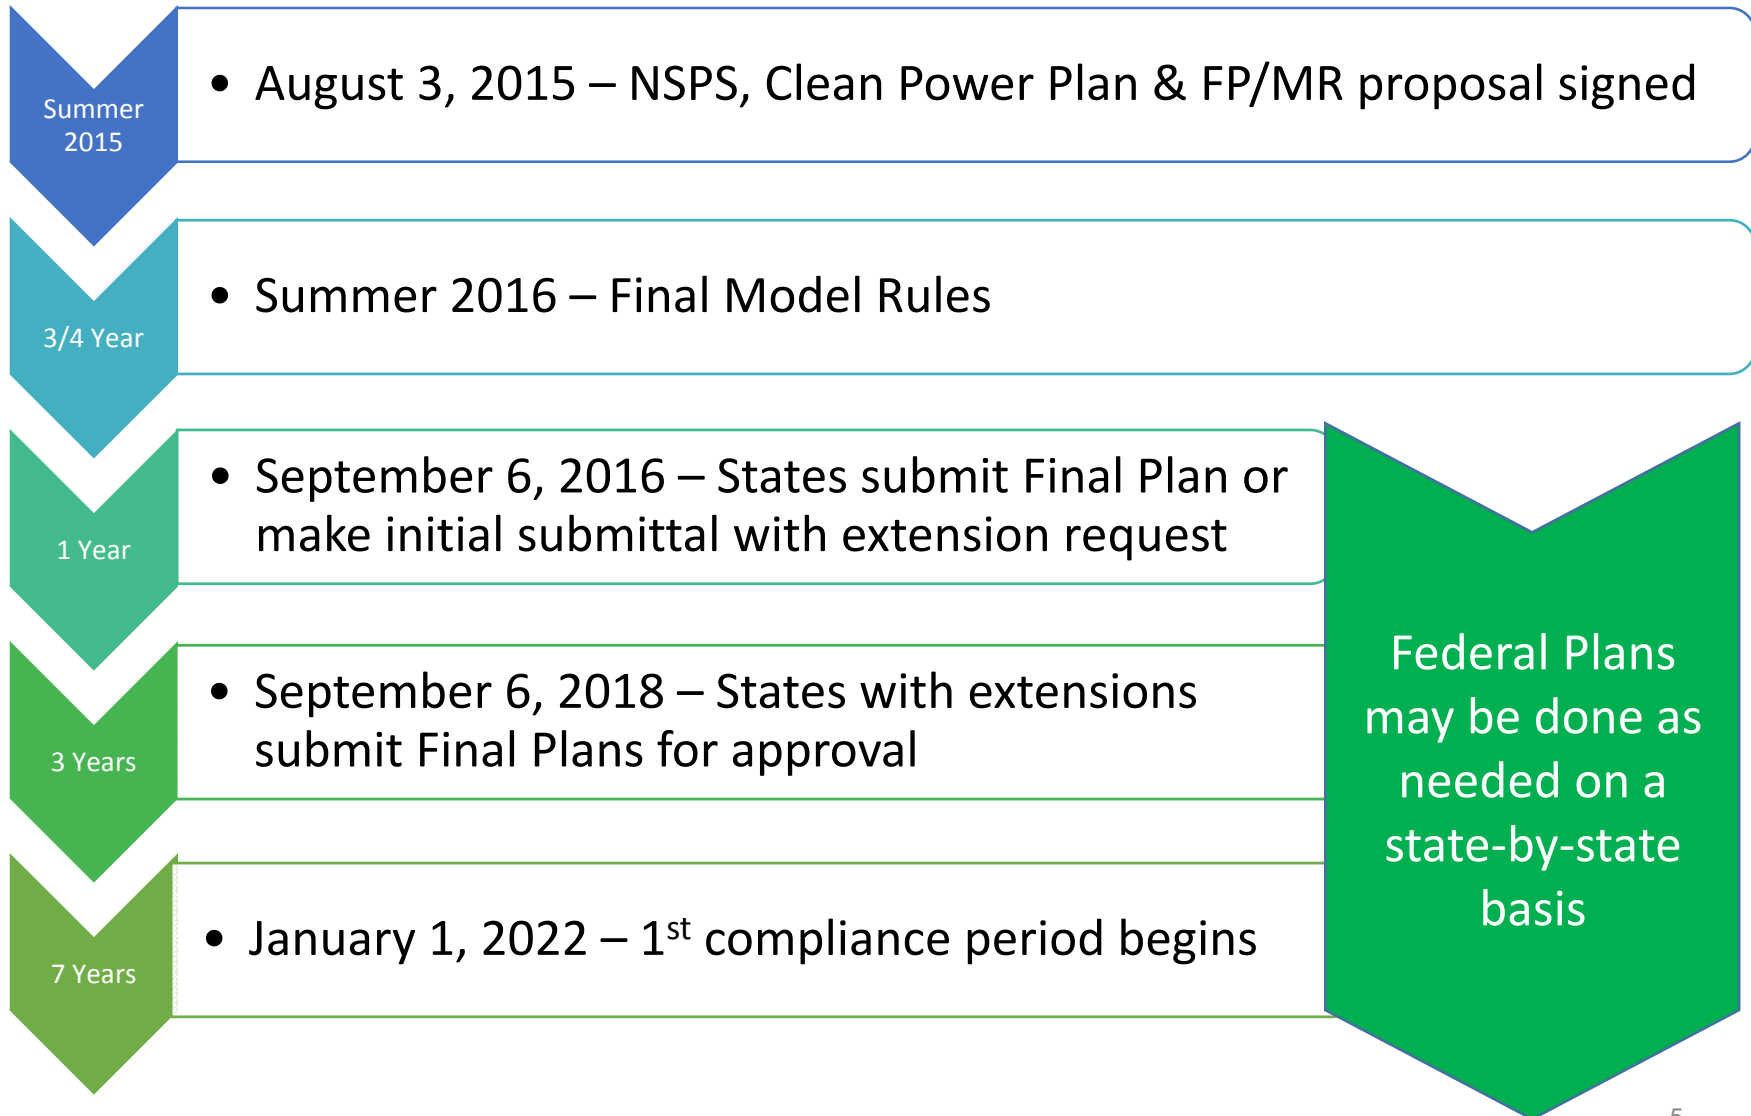 Summer
2015
• August 3, 2015 – NSPS, Clean Power Plan & FP/MR proposal signed
3/4 Year
• Summer 2016 – Final Model Rules
1 Year
• September 6, 2016 – States submit Final Plan or
make initial submittal with extension request
3 Years
• September 6, 2018 – States with extensions
submit Final Plans for approval
7 Years
• January 1, 2022 – 1st compliance period begins
Federal Plans
may be done as
needed on a
state-by-state
basis
5